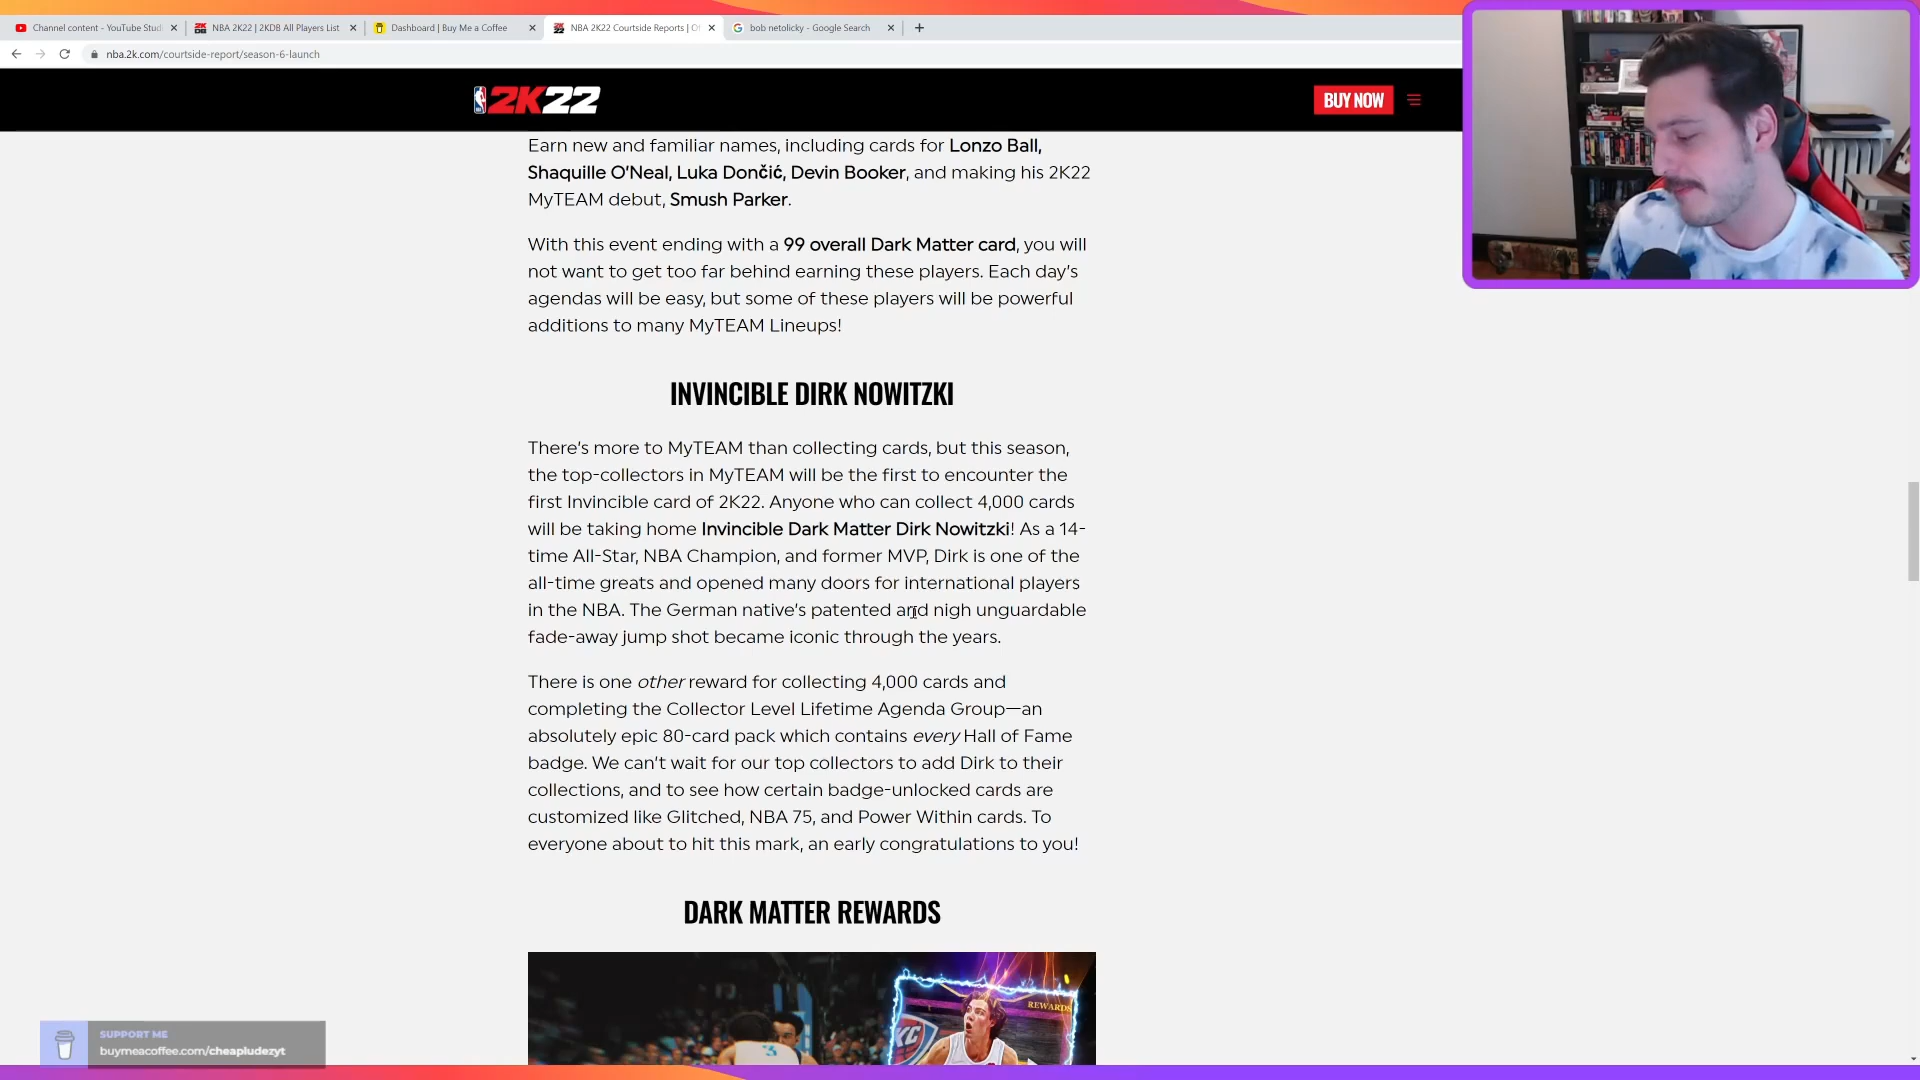 Channel content - YouTube Studi
NBA 2K22 | 2KDB All Players List
Dashboard | Buy Me a Coffee
NBA 2K22 Courtside Reports | O
bob netolicky - Google Search
nba.2k.com/courtside-report/season-6-launch
2K22
BUY NOW
Earn new and familiar names, including cards for Lonzo Ball,
Shaquille O'Neal, Luka Dončić, Devin Booker, and making his 2K22
MyTEAM debut, Smush Parker.
With this event ending with a 99 overall Dark Matter card, you will
not want to get too far behind earning these players. Each day's
agendas will be easy, but some of these players will be powerful
additions to many MyTEAM Lineups!
INVINCIBLE DIRK NOWITZKI
There's more to MyTEAM than collecting cards, but this season,
the top-collectors in MyTEAM will be the first to encounter the
first Invincible card of 2K22. Anyone who can collect 4,000 cards
will be taking home Invincible Dark Matter Dirk Nowitzki! As a 14-
time All-Star, NBA Champion, and former MVP, Dirk is one of the
all-time greats and opened many doors for international players
in the NBA. The German native's patented and nigh unguardable
fade-away jump shot became iconic through the years.
There is one other reward for collecting 4,000 cards and
completing the Collector Level Lifetime Agenda Group—an
absolutely epic 80-card pack which contains every Hall of Fame
badge. We can't wait for our top collectors to add Dirk to their
collections, and to see how certain badge-unlocked cards are
customized like Glitched, NBA 75, and Power Within cards. To
everyone about to hit this mark, an early congratulations to you!
DARK MATTER REWARDS
REWARDS
3
SUPPORT ME
buymeacoffee.com/cheapludezyt